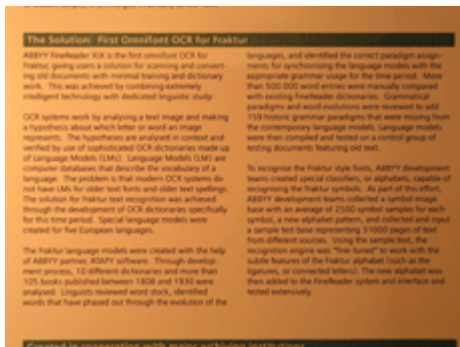 The Solution: First Omnifont OCR for Fraktur
ABBYY FineReader XIX is the first omnifont OCR for
Fraktur, giving users a solution for scanning and convert-
ing old documents with minimal training and dictionary
work. This was achieved by combining extremely
intelligent technology with dedicated linguistic study:
OCR systems work by analysing a text image and making
a hypothesis about which letter or word an image
represents. The hypotheses are analysed in context and
verified by use of sophisticated OCR dictionaries made up
of Language Models (LMs). Language Models (LM) are
computer databases that describe the vocabulary of a
language. The problem is that modern OCR systems do
not have LMs for older text fonts and older text spellings.
The solution for Fraktur text recognition was achieved
through the development of OCR dictionaries specifically
for this time period. Special language models were
created for five European languages.
The fraktur language models were created with the help
of ABBYY partner, ATAPY software. Through develop-
ment process, 10 different dictionaries and more than
105 books published between 1808 and 1930 were
analysed. Linguists reviewed word stock, identified
words that have phased out through the evolution of the
languages, and identified the correct paradigm assign-
ments for synchronising the language models with the
appropriate grammar usage for the time period. More
than 500.000 word entries were manually compared
with existing FineReader dictionaries. Grammatical
paradigms and word evolutions were reviewed to add
159 historic grammar paradigms that were missing from
the contemporary language models. Language models
were then compiled and tested on a control group of
testing documents featuring old text.
To recognise the Fraktur style fonts, ABBYY development
teams created special classifiers, or alphabets, capable of
recognising the fraktur symbols. As part of this effort,
ABBYY development teams collected a symbol image
base with an average of 2500 symbol samples for each
symbol, a new alphabet pattern, and collected and input
a sample test base representing 31000 pages of text
from different sources. Using the sample text, the
recognition engine was "fine tuned" to work with the
subtle features of the Fraktur alphabet (such as the
ligatures, or connected letters). The new alphabet was
then added to the FineReader system and interface and
tested extensively.
Created in cooperation with major archiving institutions